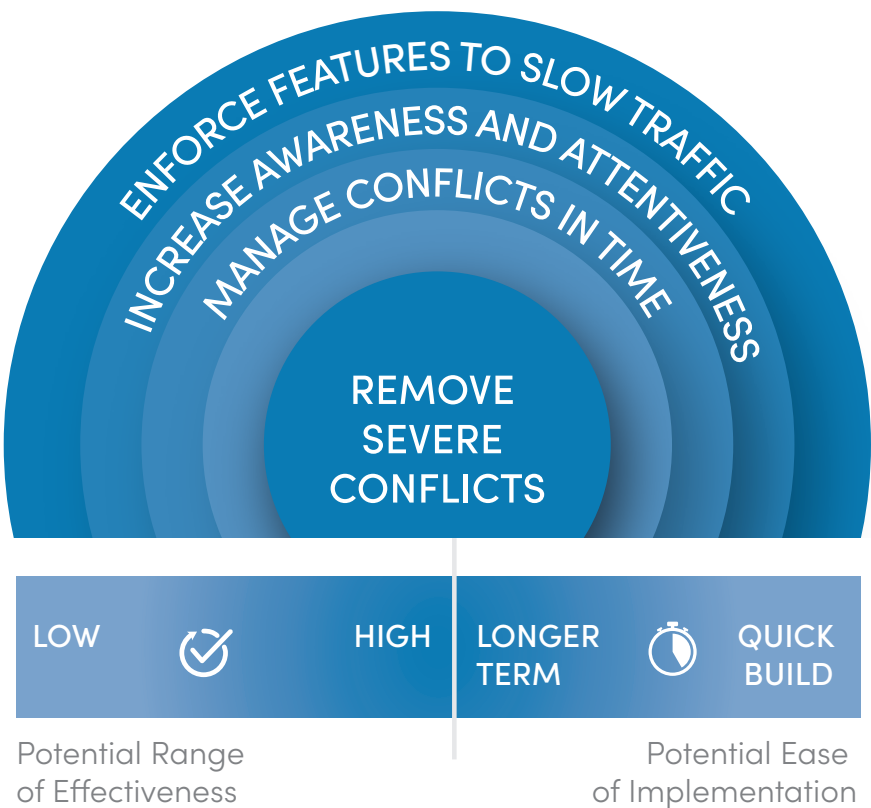 ENFORCE FEATURES TO SLOW TRAFFIC
INCREASE AWARENESS AND ATTENTIVENESS
MANAGE CONFLICTS IN TIME
REMOVE
SEVERE
CONFLICTS
LOW
HIGH
LONGER
TERM
QUICK
BUILD
Potential Range
of Effectiveness
Potential Ease
of Implementation